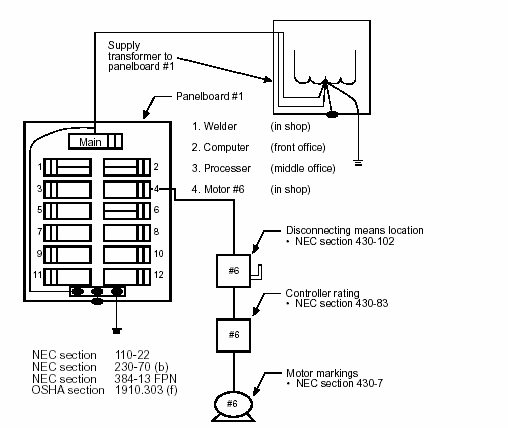 Supply
transformer to
panelboard #1
Panelboard #1
Main
1. Welder (in shop)
2. Computer (front office)
3. Processer (middle office)
4. Motor #6 (in shop)
1 2
3 4
5 6
7 8
9 10
11 12
Disconnecting means location
• NEC section 430-102
#6
Controller rating
• NEC section 430-83
#6
Motor markings
• NEC section 430-7
#6
NEC section 110-22
NEC section 230-70 (b)
NEC section 384-13 FPN
OSHA section 1910.303 (f)